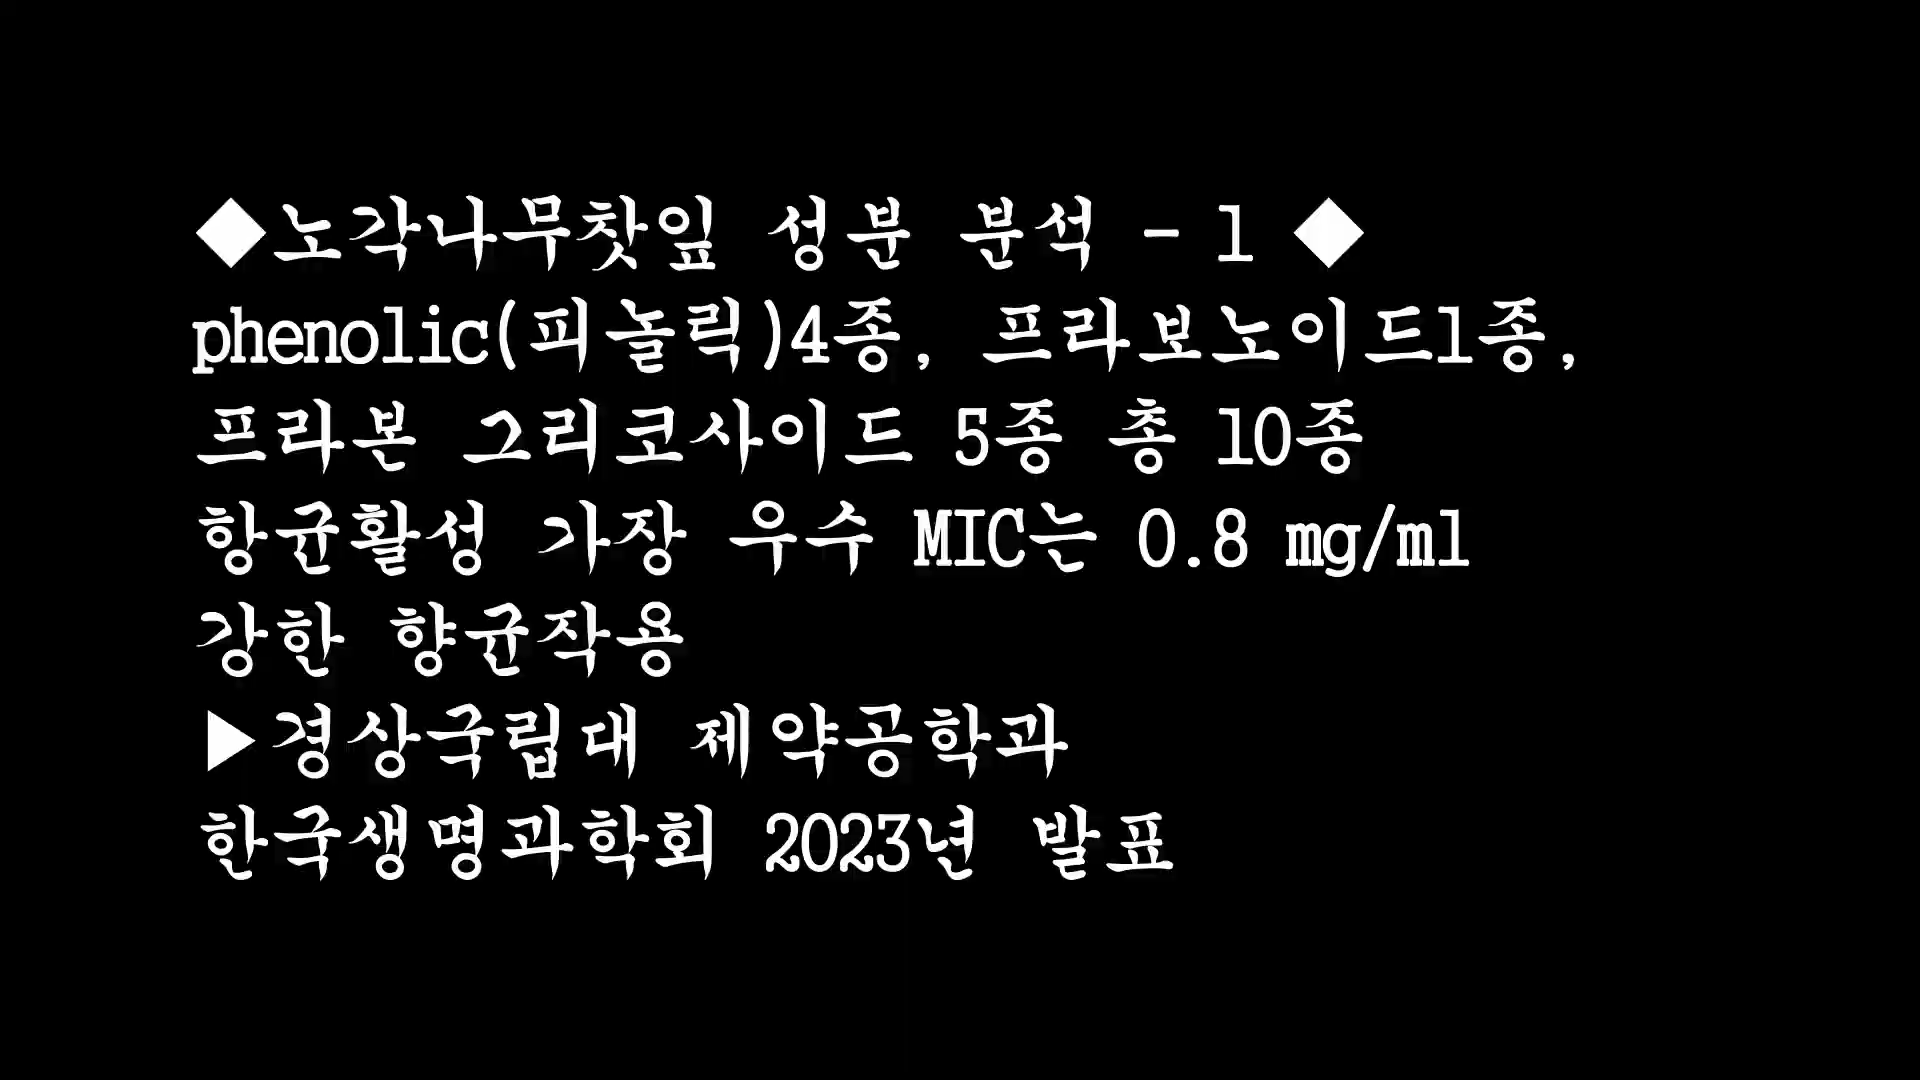 ◆노각나무찻잎 성분 분석 - 1 ◆
phenolic(피놀릭)4종, 프라보노이드1종,
프라본 그리코사이드 5종 총 10종
항균활성 가장 우수 MIC는 0.8 mg/ml
강한 향균작용
▶경상국립대 제약공학과
한국생명과학회 2023년 발표